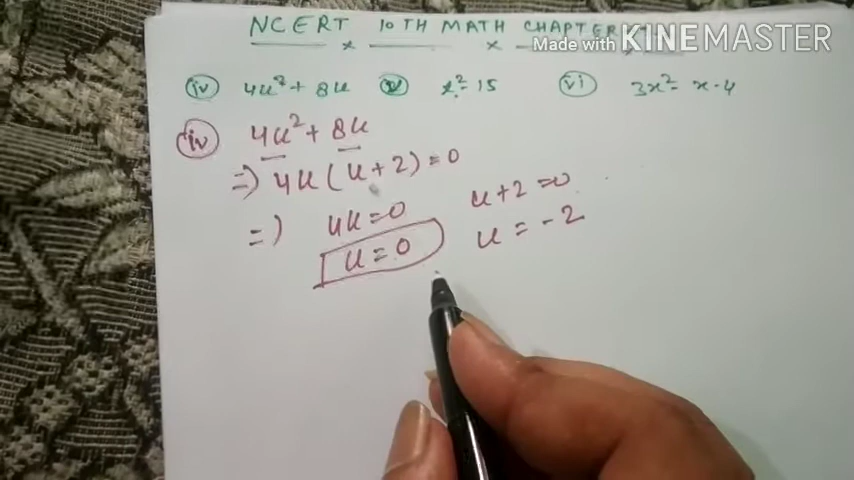 NCERT 10TH MATH CHAPTER
Made with KINEMASTER
(iv) 4u² + 8u (v) x² = 15 (vi) 3x² = x - 4
(iv) 4u² + 8u
=> 4u (u + 2) = 0
=> 4u = 0 u + 2 = 0
u = 0 u = -2